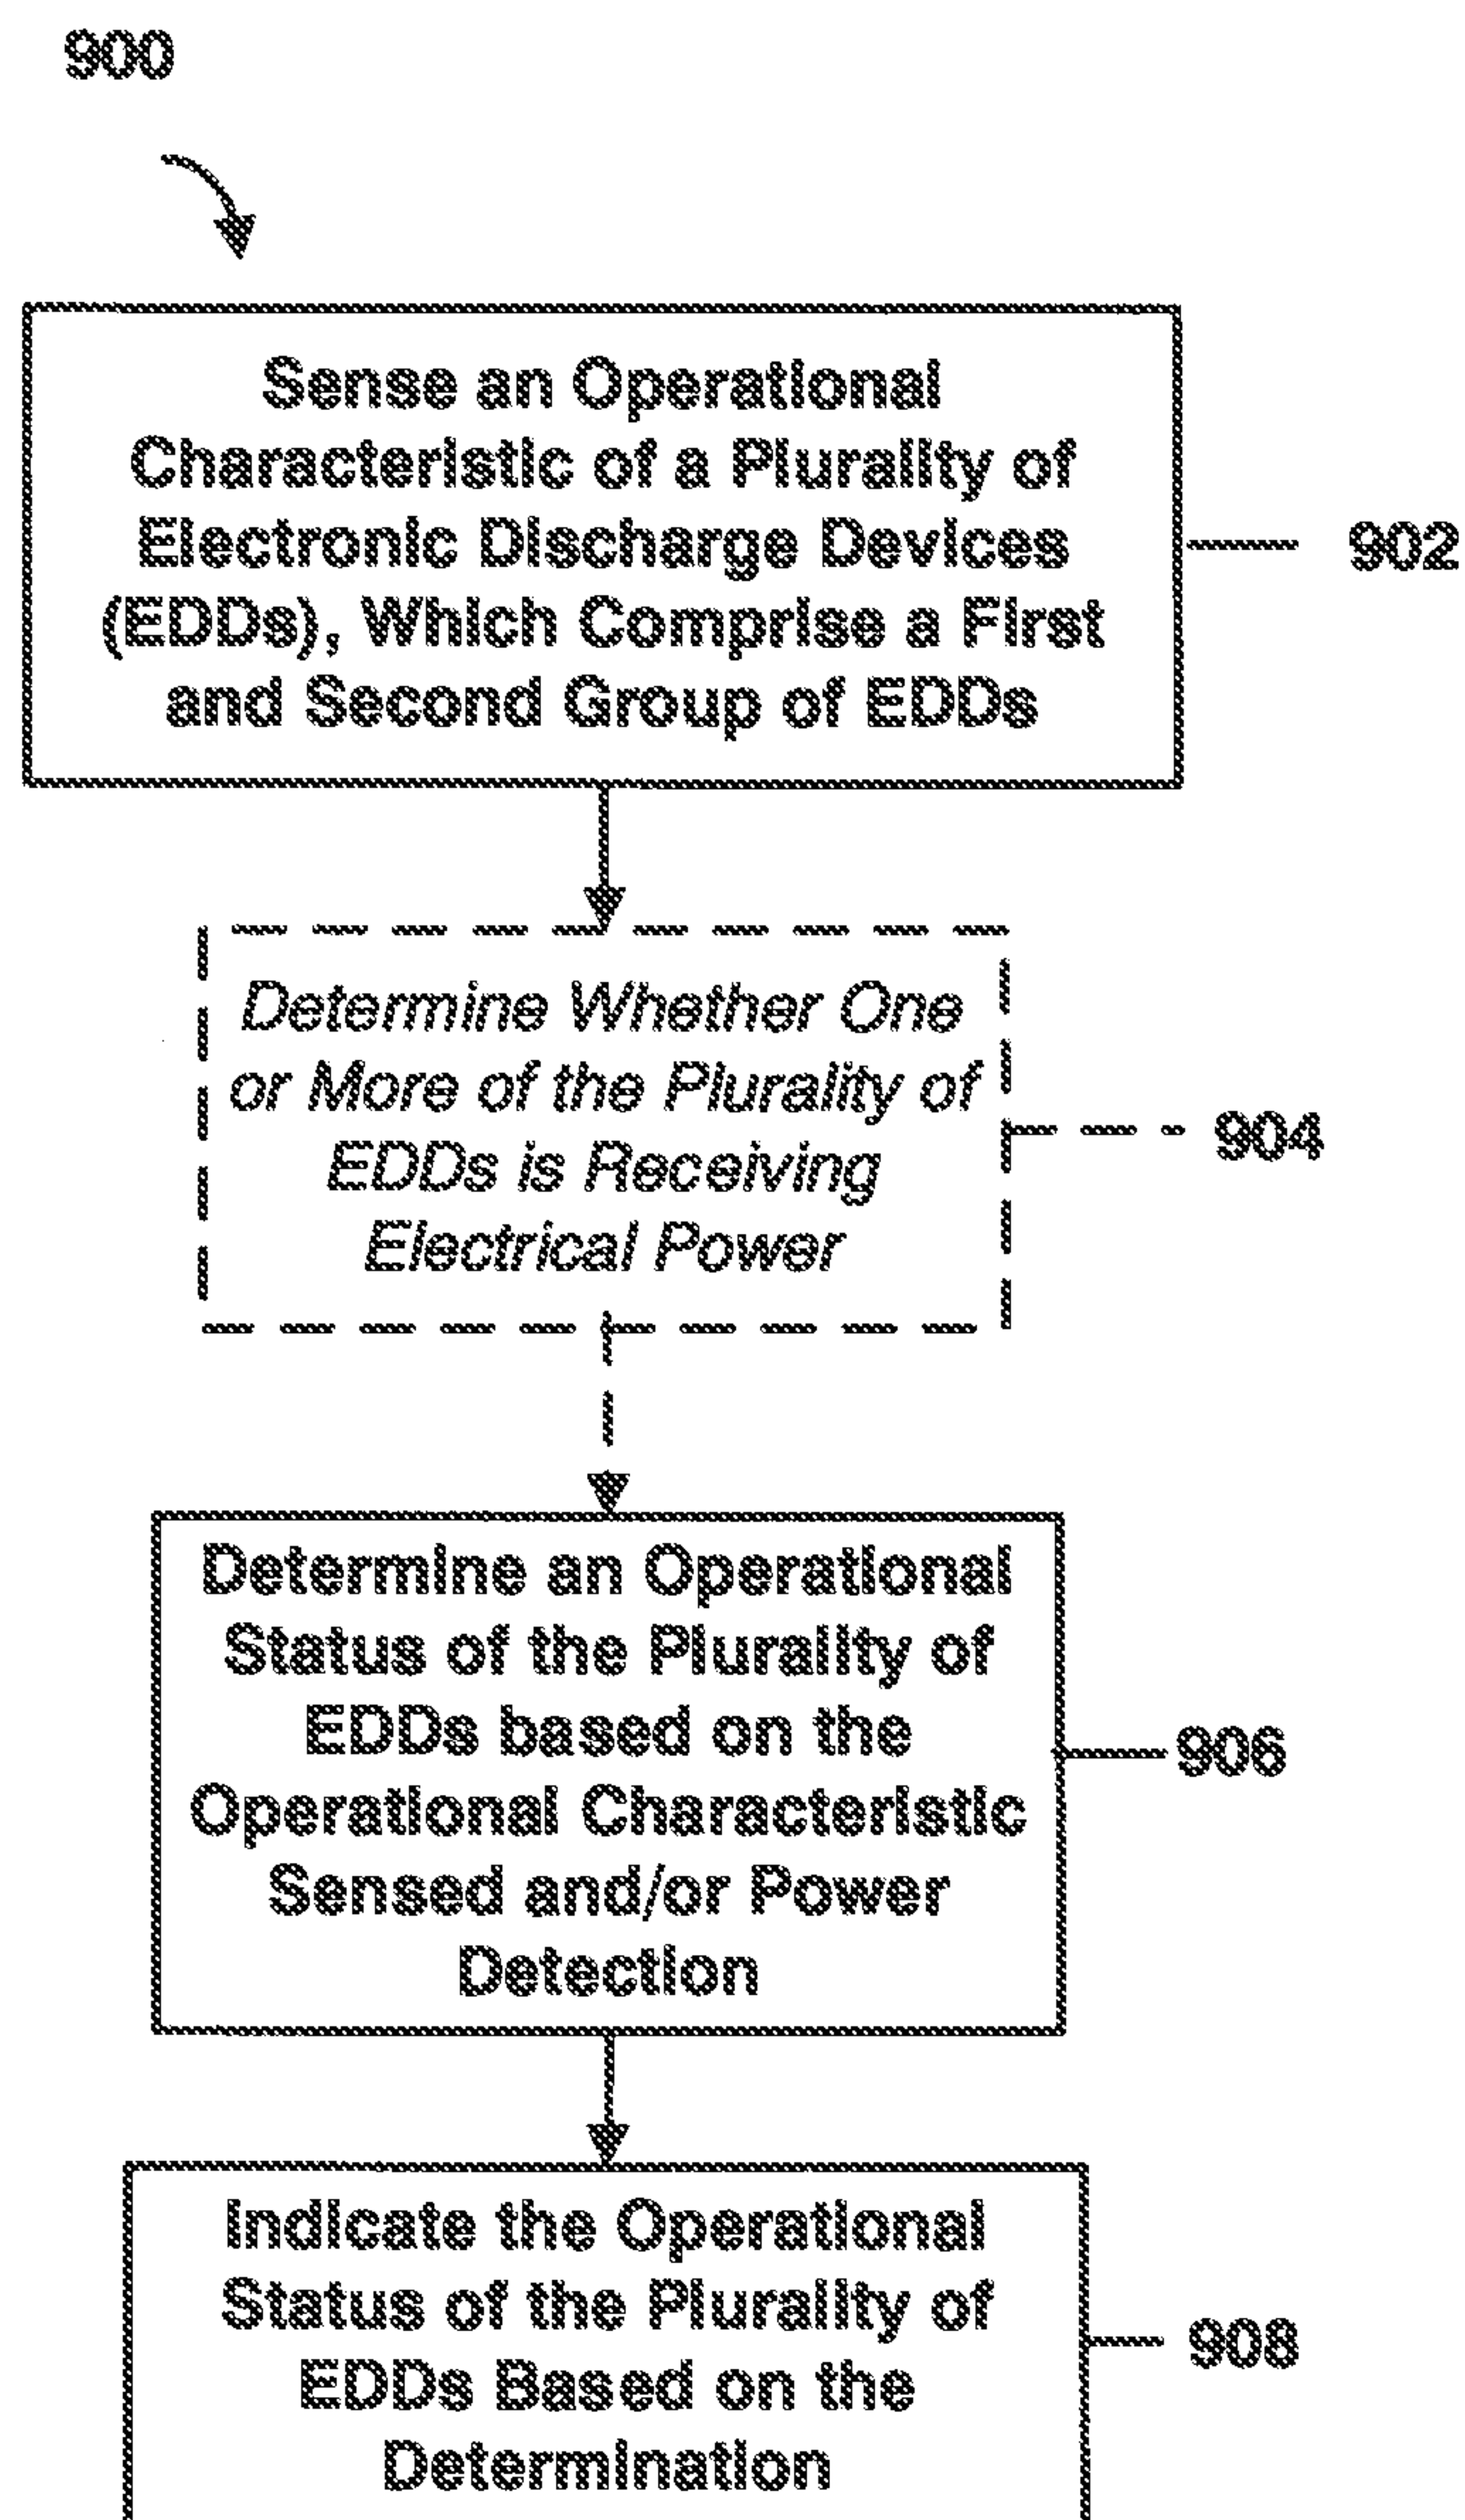 900
Sense an Operational
Characteristic of a Plurality of
Electronic Discharge Devices
(EDDs), Which Comprise a First
and Second Group of EDDs
902
Determine Whether One
or More of the Plurality of
EDDs is Receiving
Electrical Power
904
Determine an Operational
Status of the Plurality of
EDDs based on the
Operational Characteristic
Sensed and/or Power
Detection
906
Indicate the Operational
Status of the Plurality of
EDDs Based on the
Determination
908